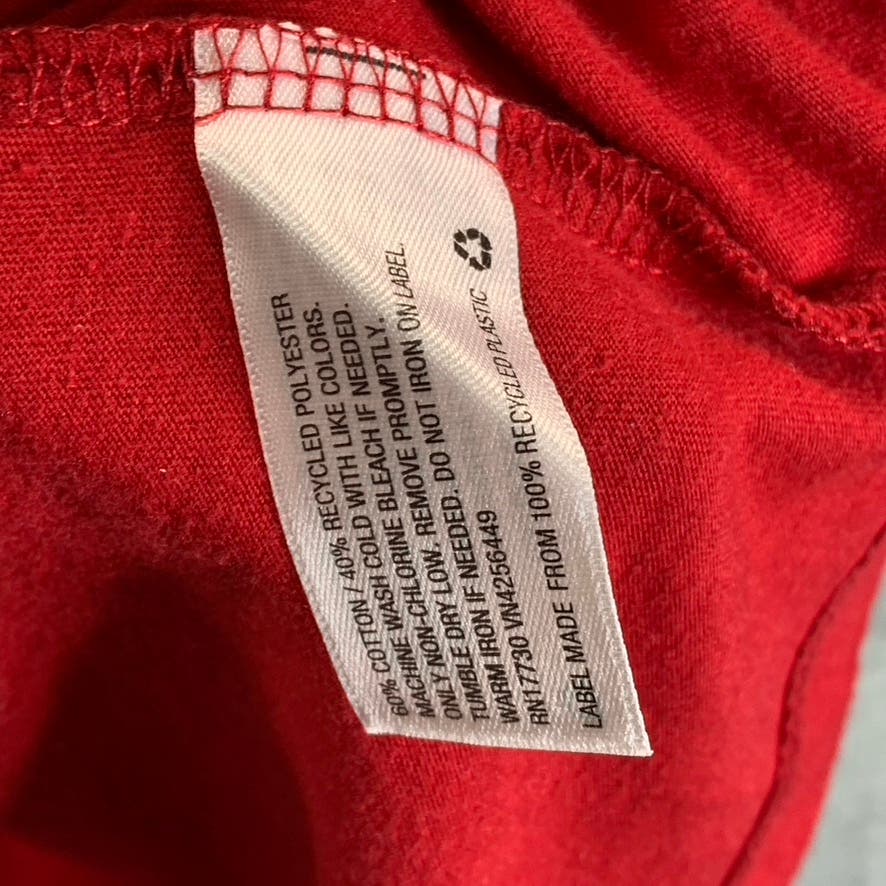 60% COTTON / 40% RECYCLED POLYESTER
MACHINE WASH COLD WITH LIKE COLORS.
ONLY NON-CHLORINE BLEACH IF NEEDED.
TUMBLE DRY LOW. REMOVE PROMPTLY.
WARM IRON IF NEEDED. DO NOT IRON ON LABEL.
RN17730 VN4256449
LABEL MADE FROM 100% RECYCLED PLASTIC